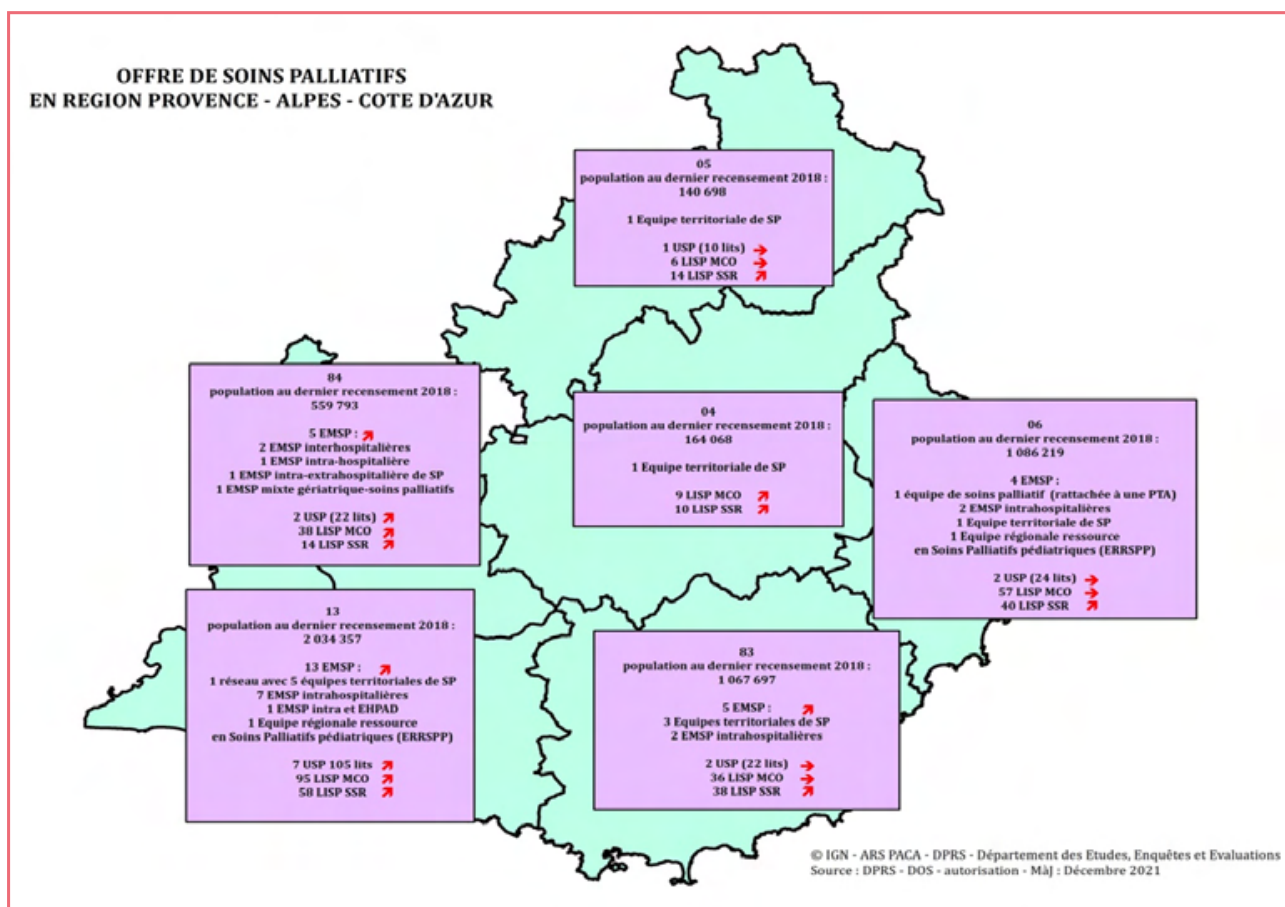 OFFRE DE SOINS PALLIATIFS
EN REGION PROVENCE - ALPES - COTE D'AZUR
05
population au dernier recensement 2018 :
140 698
1 Equipe territoriale de SP
1 USP (10 lits) →
6 LISP MCO →
14 LISP SSR ↗
84
population au dernier recensement 2018 :
559 793
5 EMSP : ↗
2 EMSP interhospitalières
1 EMSP intra-hospitalière
1 EMSP intra-extrahospitalière de SP
1 EMSP mixte gériatrique-soins palliatifs
2 USP (22 lits) ↗
38 LISP MCO ↗
14 LISP SSR ↗
04
population au dernier recensement 2018 :
164 068
1 Equipe territoriale de SP
9 LISP MCO ↗
10 LISP SSR ↗
06
population au dernier recensement 2018 :
1 086 219
4 EMSP :
1 équipe de soins palliatif (rattachée à une PTA)
2 EMSP intrahospitalières
1 Equipe territoriale de SP
1 Equipe régionale ressource
en Soins Palliatifs pédiatriques (ERRSPP)
2 USP (24 lits) →
57 LISP MCO →
40 LISP SSR ↗
13
population au dernier recensement 2018 :
2 034 357
13 EMSP : ↗
1 réseau avec 5 équipes territoriales de SP
7 EMSP intrahospitalières
1 EMSP intra et EHPAD
1 Equipe régionale ressource
en Soins Palliatifs pédiatriques (ERRSPP)
7 USP 105 lits ↗
95 LISP MCO ↗
58 LISP SSR ↗
83
population au dernier recensement 2018 :
1 067 697
5 EMSP : ↗
3 Equipes territoriales de SP
2 EMSP intrahospitalières
2 USP (22 lits) →
36 LISP MCO →
38 LISP SSR ↗
© IGN - ARS PACA - DPRS - Département des Etudes, Enquêtes et Evaluations
Source : DPRS - DOS - autorisation - MàJ : Décembre 2021